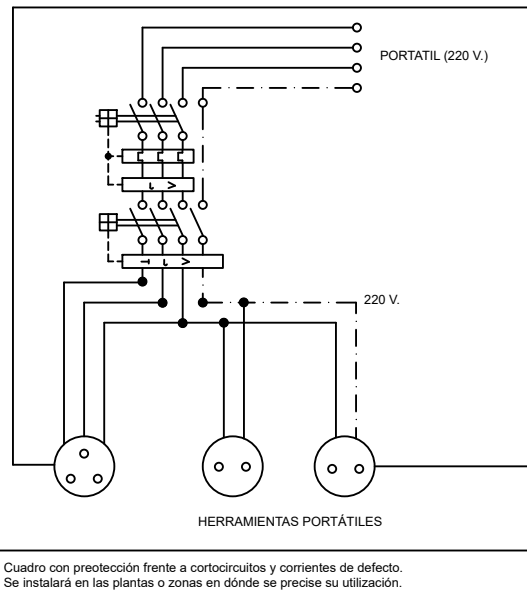 PORTATIL (220 V.)
220 V.
HERRAMIENTAS PORTÁTILES
Cuadro con preotección frente a cortocircuitos y corrientes de defecto.
Se instalará en las plantas o zonas en dónde se precise su utilización.